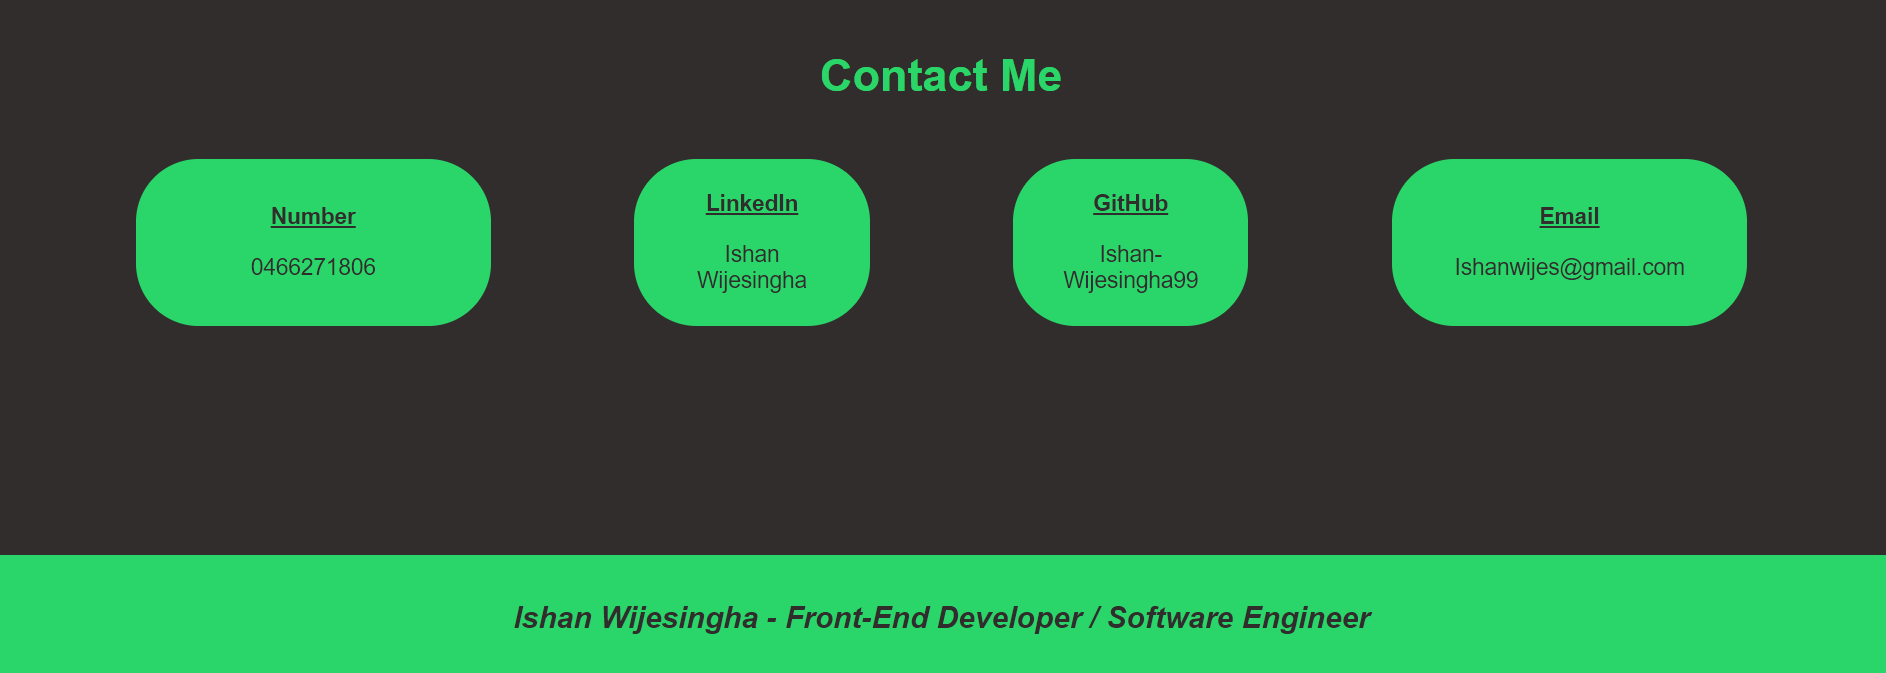 Contact Me
Number
0466271806
LinkedIn
Ishan
Wijesingha
GitHub
Ishan-
Wijesingha99
Email
Ishanwijes@gmail.com
Ishan Wijesingha - Front-End Developer / Software Engineer